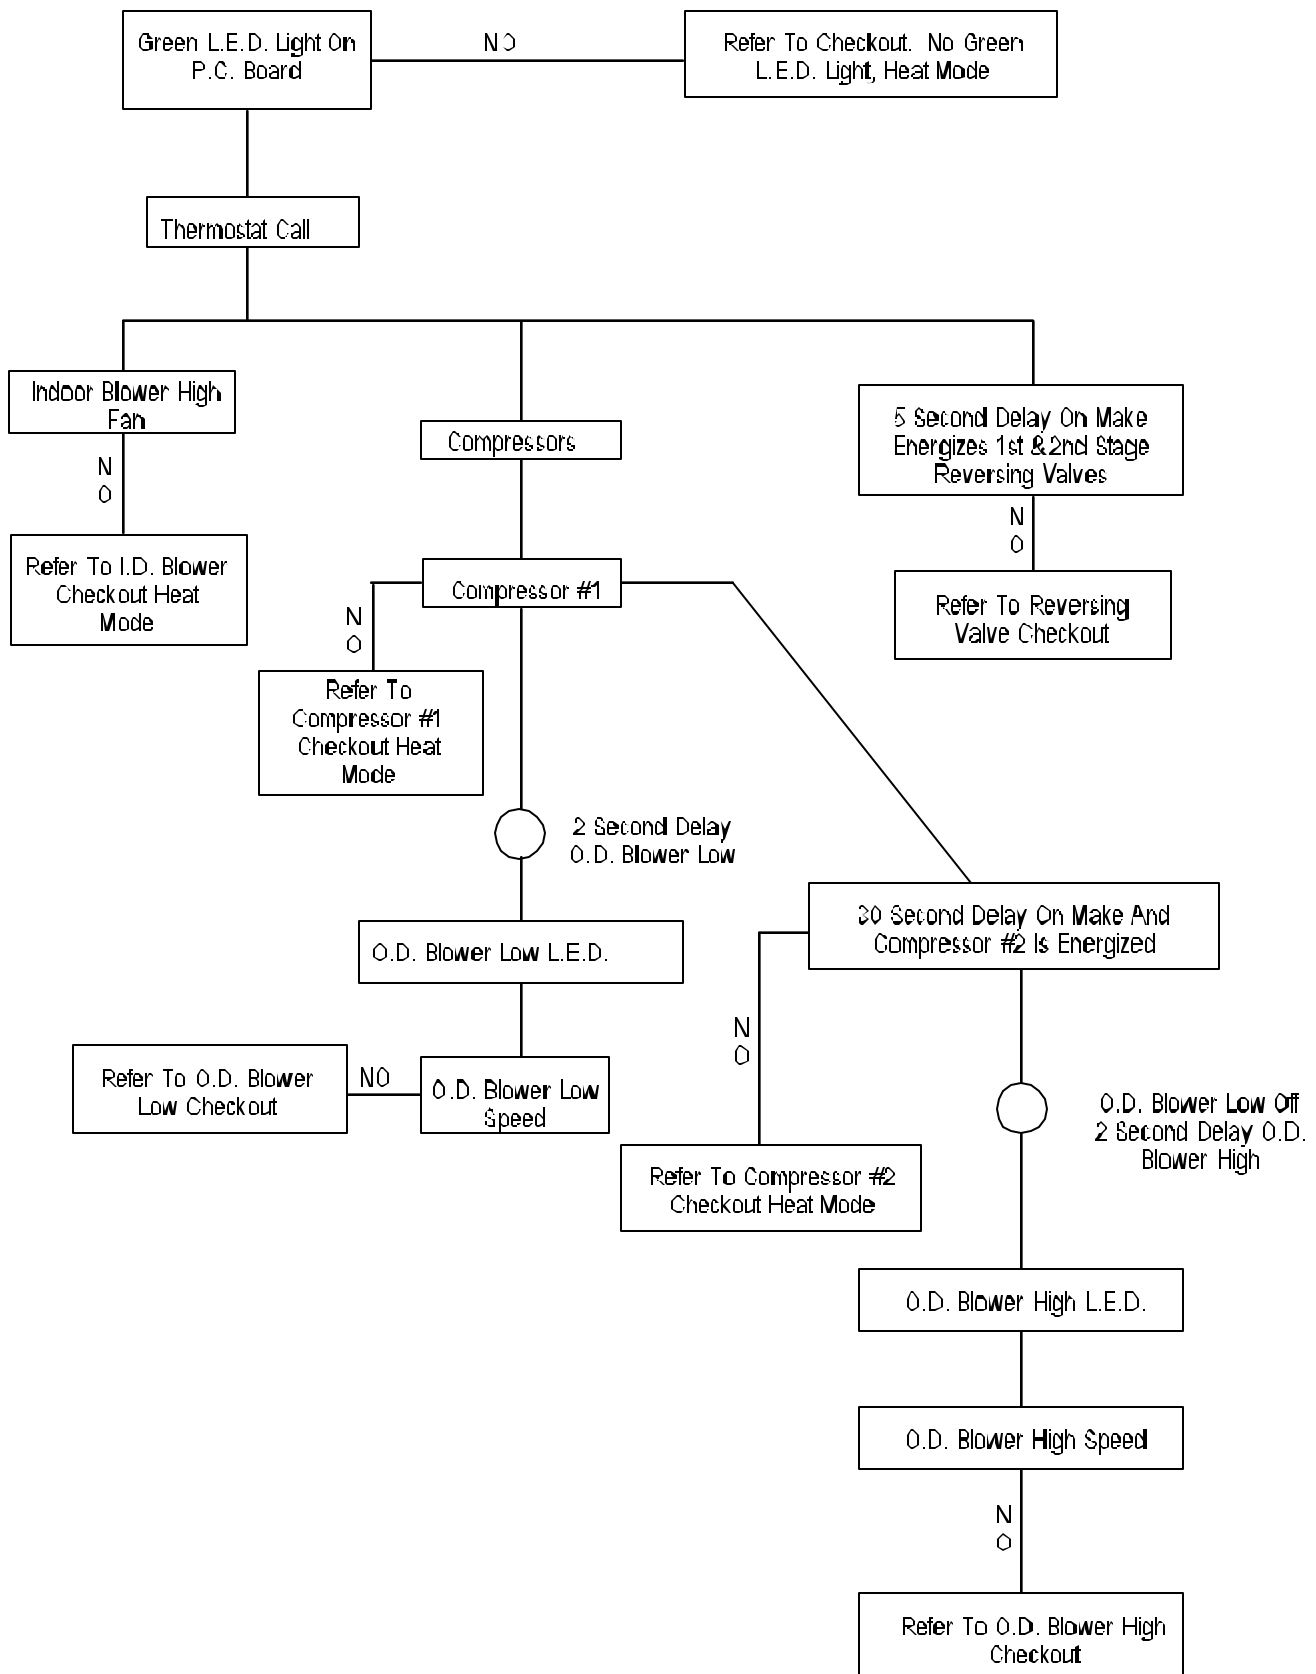 Green L.E.D. Light On
P.C. Board
NO
Refer To Checkout. No Green
L.E.D. Light, Heat Mode
Thermostat Call
Indoor Blower High
Fan
N
O
Refer To I.D. Blower
Checkout Heat
Mode
Compressors
5 Second Delay On Make
Energizes 1st & 2nd Stage
Reversing Valves
N
O
Refer To Reversing
Valve Checkout
Compressor #1
N
O
Refer To
Compressor #1
Checkout Heat
Mode
2 Second Delay
O.D. Blower Low
O.D. Blower Low L.E.D.
O.D. Blower Low
Speed
NO
Refer To O.D. Blower
Low Checkout
30 Second Delay On Make And
Compressor #2 Is Energized
N
O
Refer To Compressor #2
Checkout Heat Mode
O.D. Blower Low Off
2 Second Delay O.D.
Blower High
O.D. Blower High L.E.D.
O.D. Blower High Speed
N
O
Refer To O.D. Blower High
Checkout